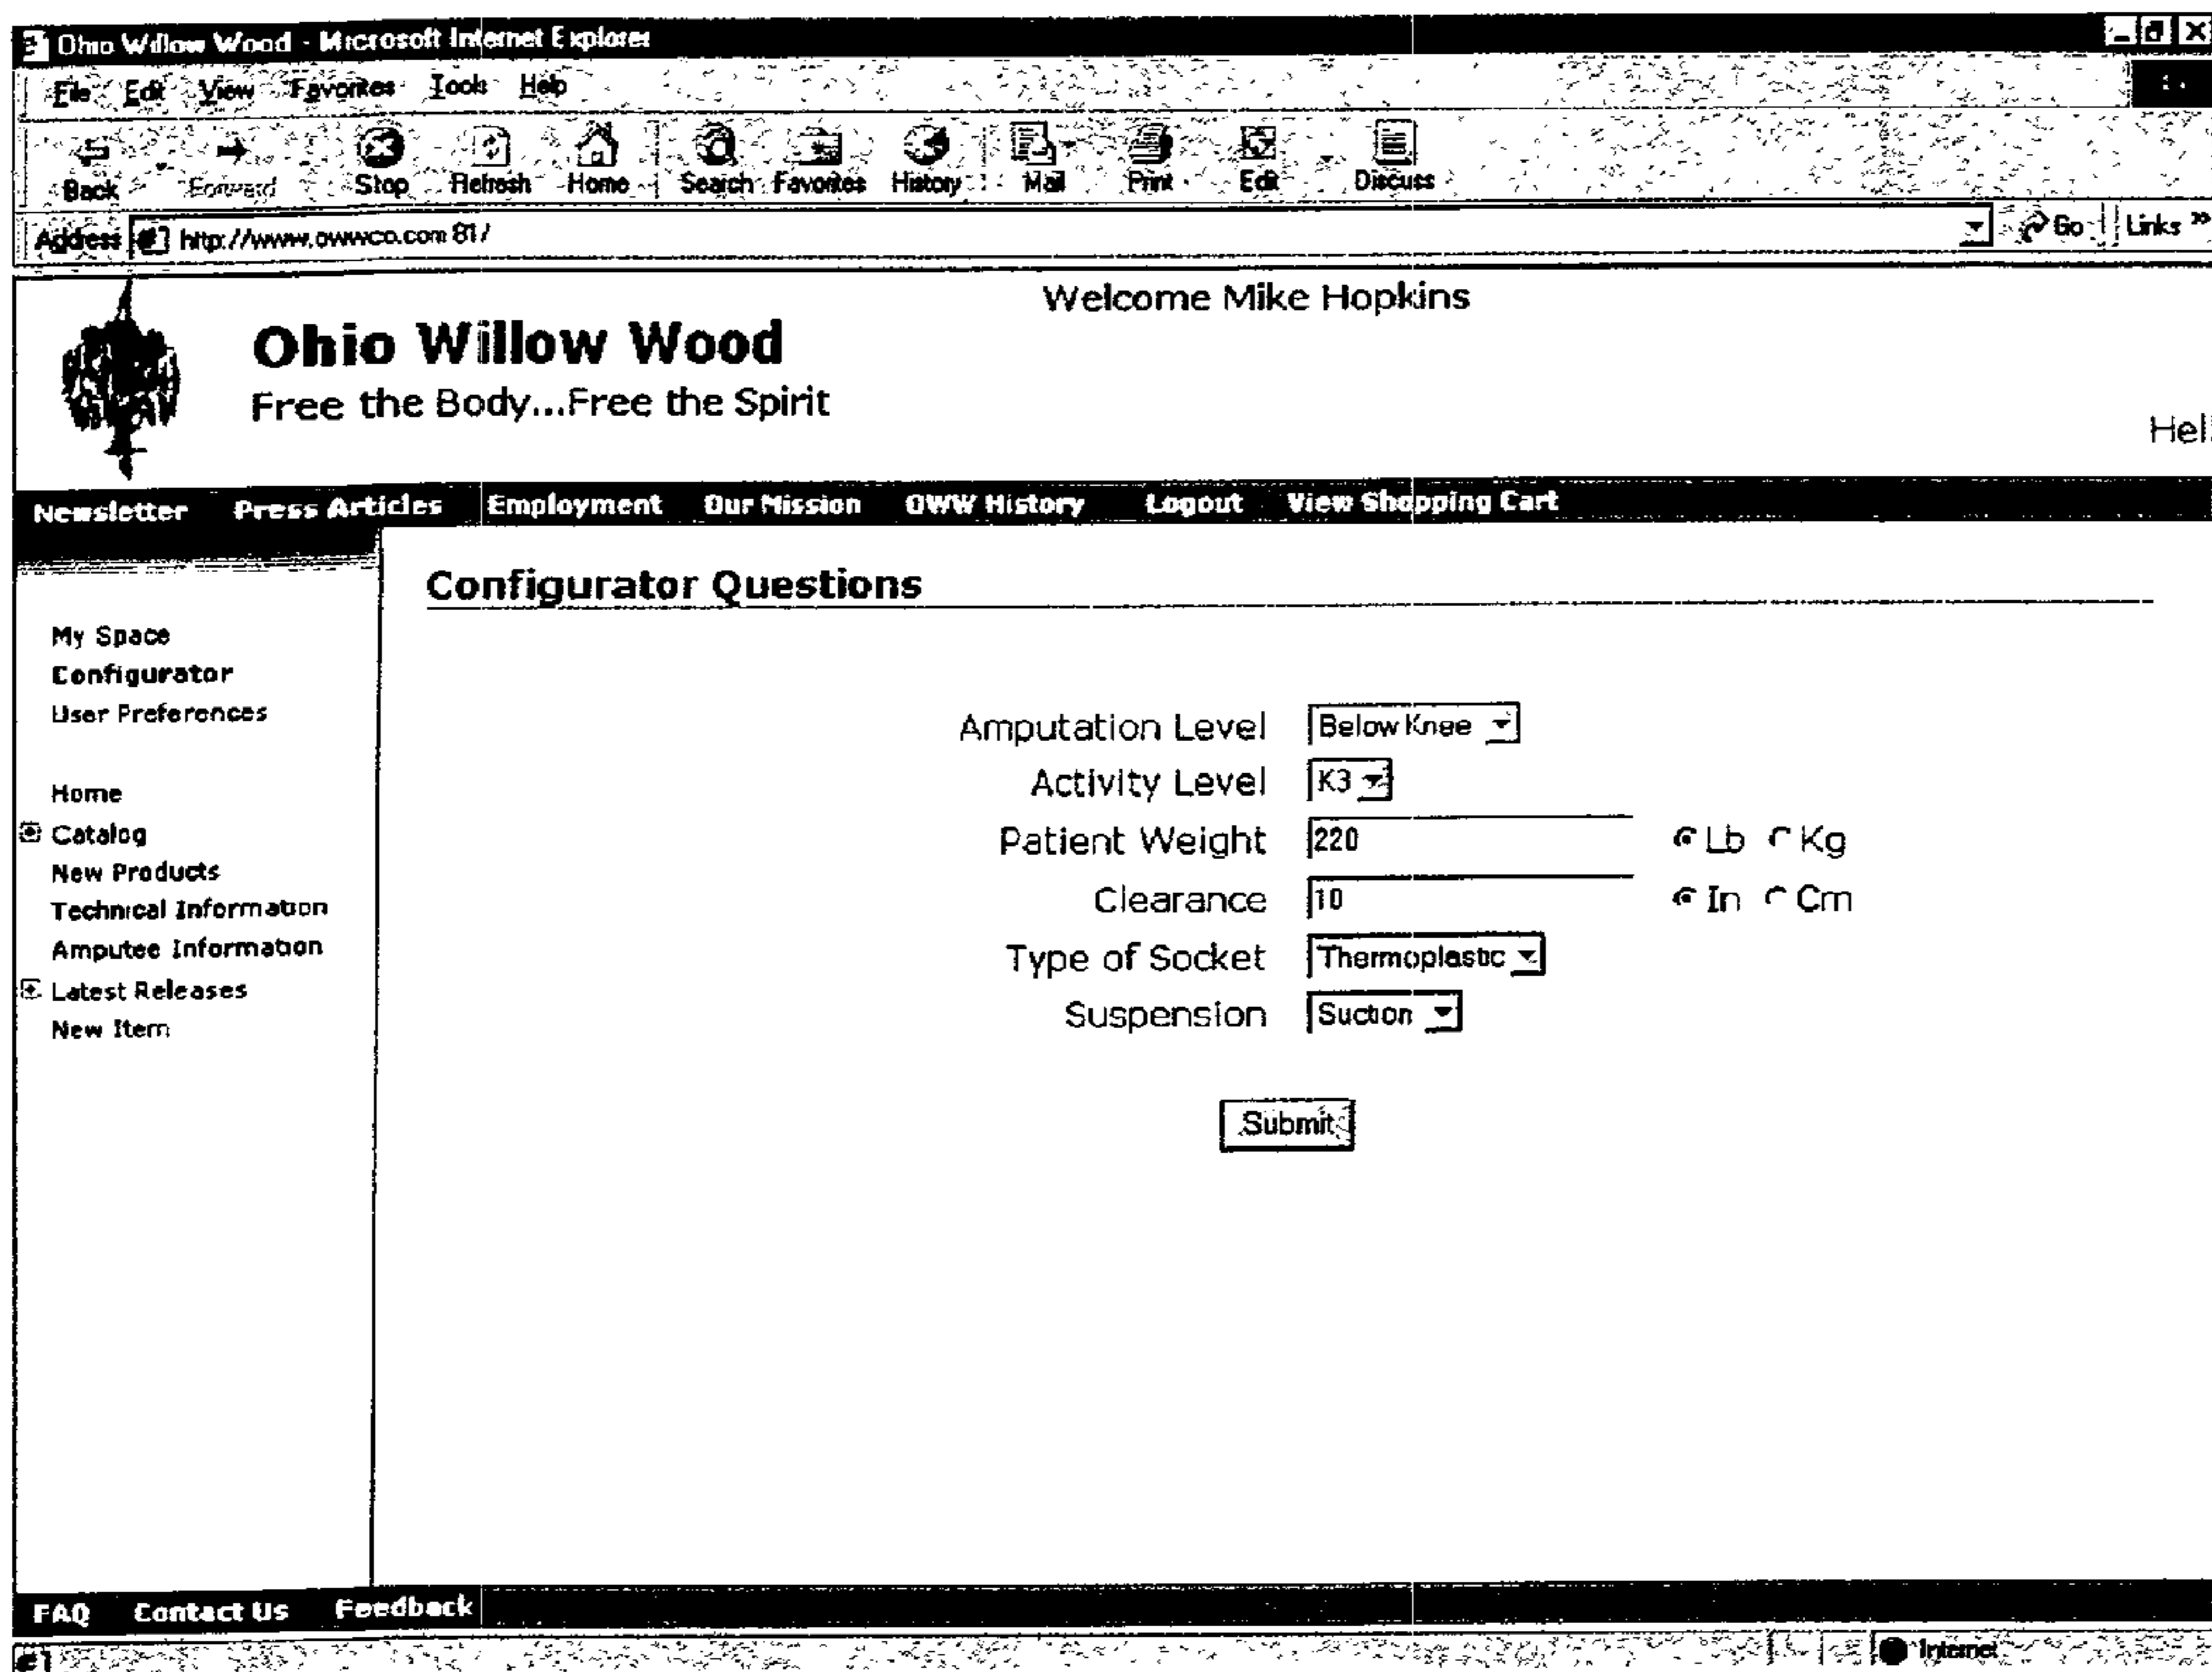 Ohio Willow Wood - Microsoft Internet Explorer
File Edit View Favorites Tools Help
Back Forward Stop Refresh Home Search Favorites History Mail Print Edit Discuss
Address http://www.owwco.com:81/ Go Links »
Welcome Mike Hopkins
Ohio Willow Wood
Free the Body...Free the Spirit
Hel
Newsletter Press Articles Employment Our Mission OWW History Logout View Shopping Cart
Configurator Questions
My Space
Configurator
User Preferences
Home
Catalog
New Products
Technical Information
Amputee Information
Latest Releases
New Item
Amputation Level Below Knee
Activity Level K3
Patient Weight 220 Lb Kg
Clearance 10 In Cm
Type of Socket Thermoplastic
Suspension Suction
Submit
FAQ Contact Us Feedback
Internet